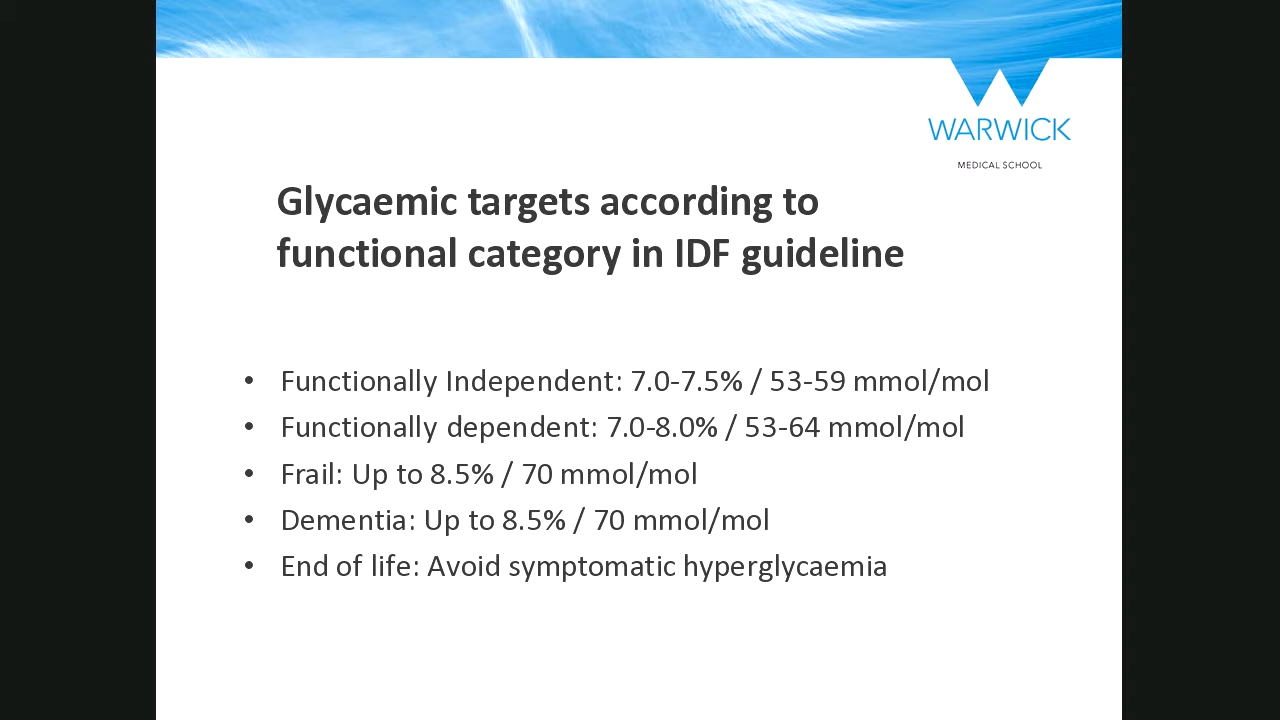 WARWICK
MEDICAL SCHOOL
Glycaemic targets according to
functional category in IDF guideline
• Functionally Independent: 7.0-7.5% / 53-59 mmol/mol
• Functionally dependent: 7.0-8.0% / 53-64 mmol/mol
• Frail: Up to 8.5% / 70 mmol/mol
• Dementia: Up to 8.5% / 70 mmol/mol
• End of life: Avoid symptomatic hyperglycaemia